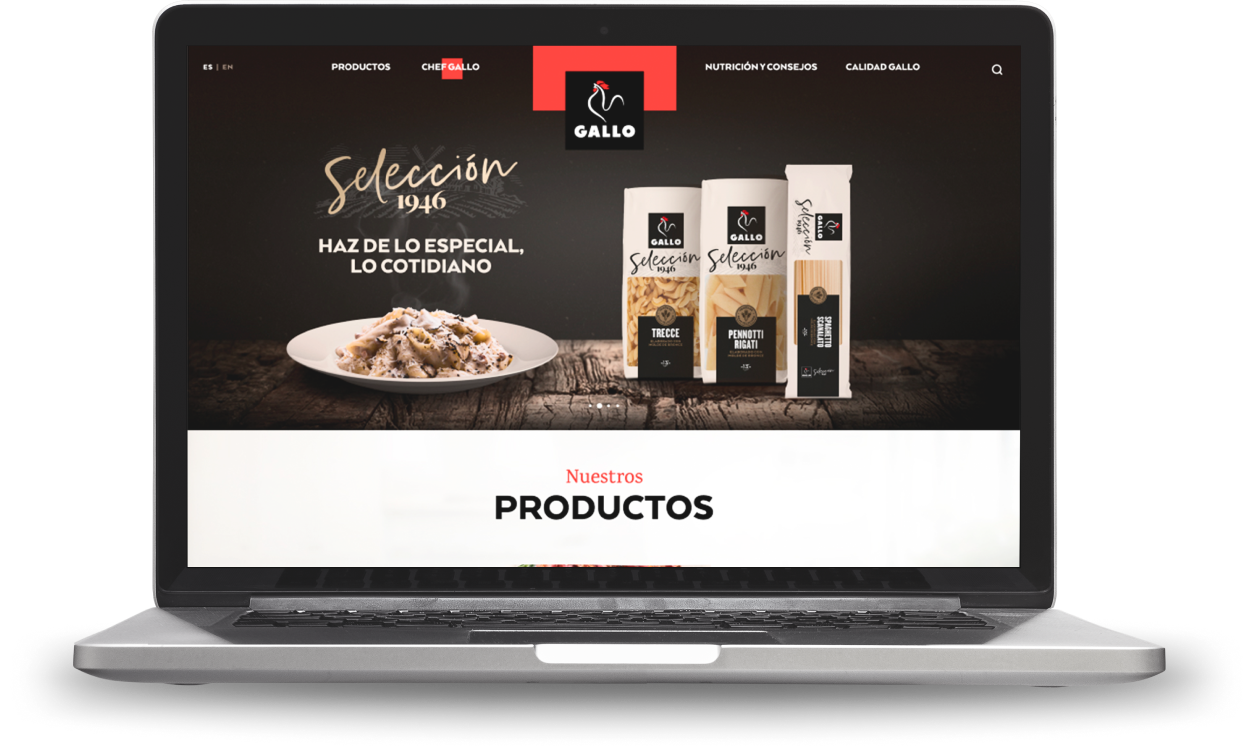 ES | EN
PRODUCTOS
CHEF GALLO
GALLO
NUTRICIÓN Y CONSEJOS
CALIDAD GALLO
Selección
1946
HAZ DE LO ESPECIAL,
LO COTIDIANO
GALLO
Selección
1946
TRECCE
GALLO
Selección
1946
PENNOTTI
RIGATI
GALLO
Selección
1946
SPAGHETTO
SCANALATO
Nuestros
PRODUCTOS